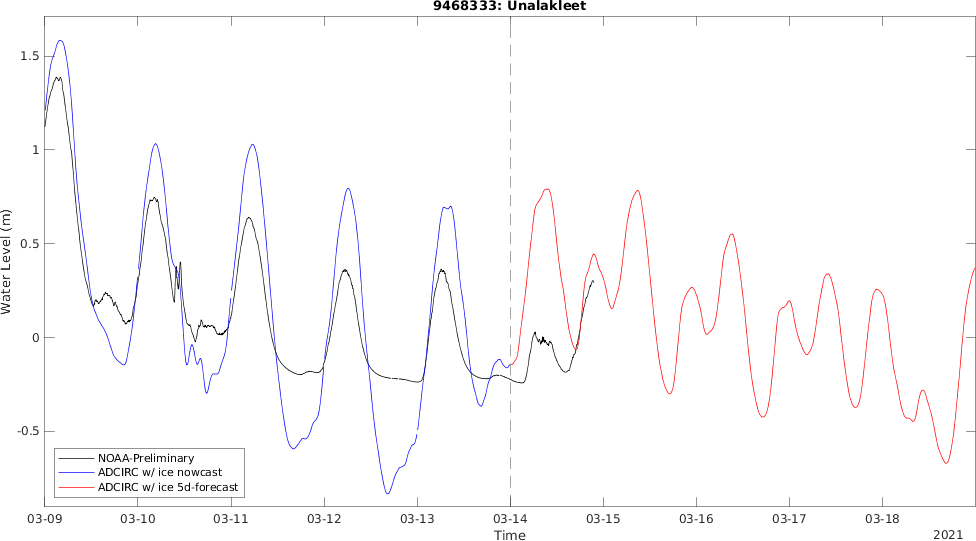 9468333: Unalakleet
Water Level (m)
1.5
1
0.5
0
-0.5
NOAA-Preliminary
ADCIRC w/ ice nowcast
ADCIRC w/ ice 5d-forecast
03-09 03-10 03-11 03-12 03-13 03-14 03-15 03-16 03-17 03-18
Time
2021